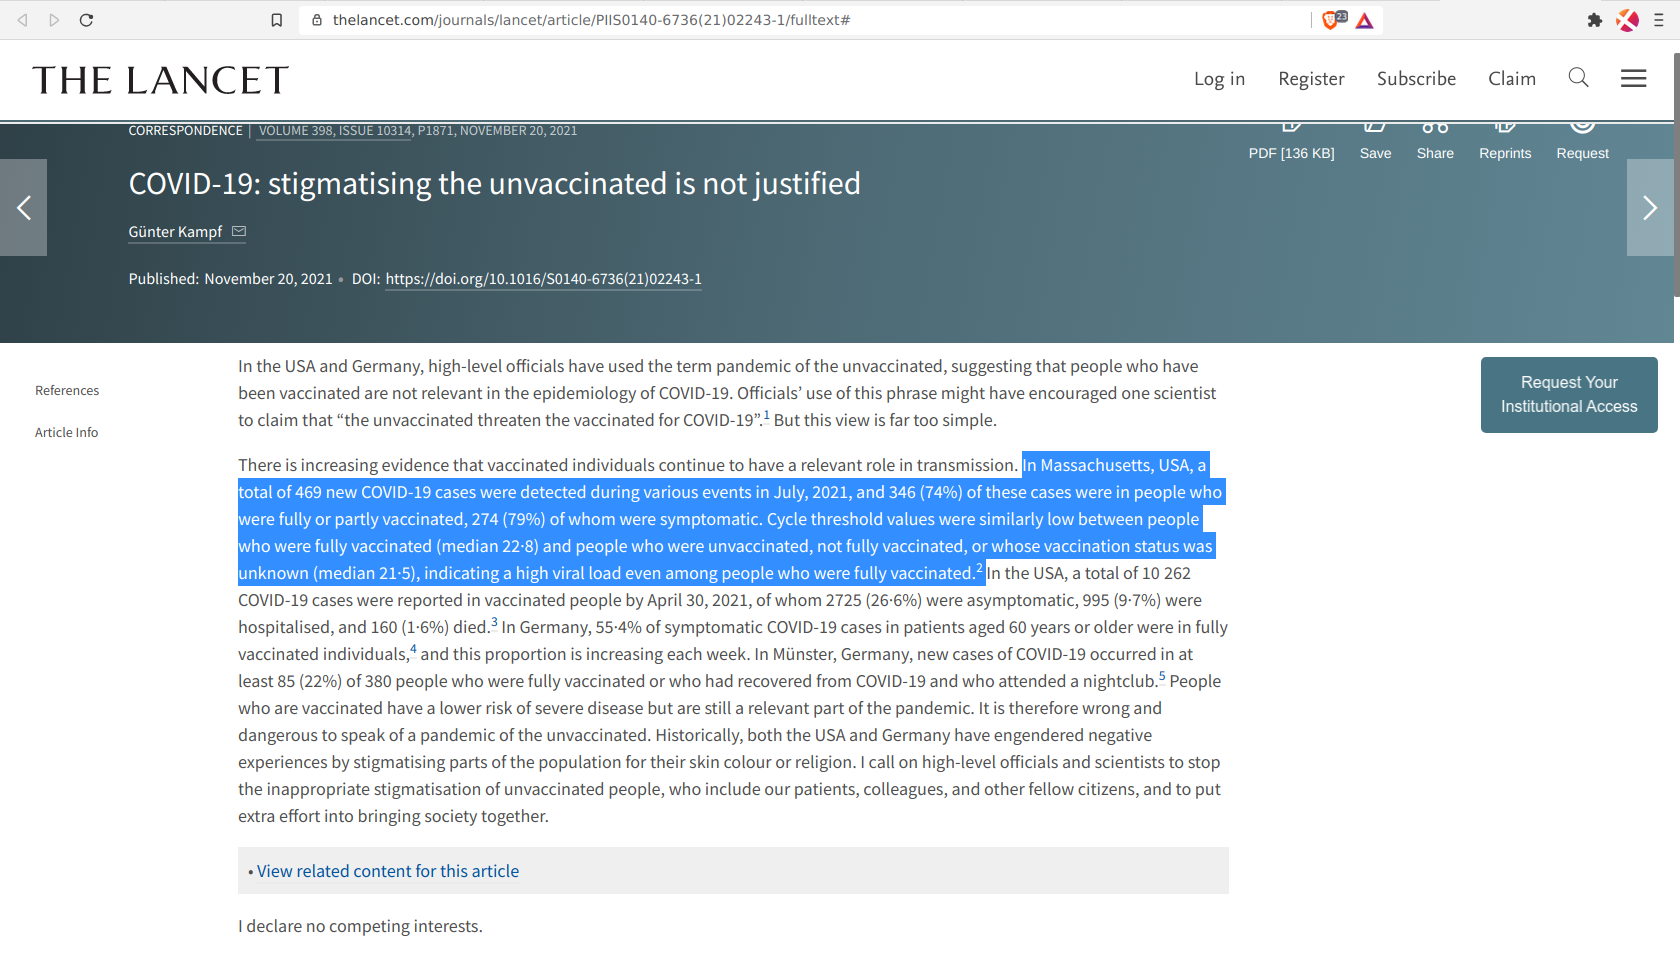 thelancet.com/journals/lancet/article/PIIS0140-6736(21)02243-1/fulltext#
23
THE LANCET
Log in
Register
Subscribe
Claim
CORRESPONDENCE | VOLUME 398, ISSUE 10314, P1871, NOVEMBER 20, 2021
PDF [136 KB]
Save
Share
Reprints
Request
COVID-19: stigmatising the unvaccinated is not justified
Günter Kampf
Published: November 20, 2021 • DOI: https://doi.org/10.1016/S0140-6736(21)02243-1
References
Article Info
Request Your
Institutional Access
In the USA and Germany, high-level officials have used the term pandemic of the unvaccinated, suggesting that people who have
been vaccinated are not relevant in the epidemiology of COVID-19. Officials’ use of this phrase might have encouraged one scientist
to claim that “the unvaccinated threaten the vaccinated for COVID-19”.1 But this view is far too simple.
There is increasing evidence that vaccinated individuals continue to have a relevant role in transmission. In Massachusetts, USA, a
total of 469 new COVID-19 cases were detected during various events in July, 2021, and 346 (74%) of these cases were in people who
were fully or partly vaccinated, 274 (79%) of whom were symptomatic. Cycle threshold values were similarly low between people
who were fully vaccinated (median 22·8) and people who were unvaccinated, not fully vaccinated, or whose vaccination status was
unknown (median 21·5), indicating a high viral load even among people who were fully vaccinated.2 In the USA, a total of 10 262
COVID-19 cases were reported in vaccinated people by April 30, 2021, of whom 2725 (26·6%) were asymptomatic, 995 (9·7%) were
hospitalised, and 160 (1·6%) died.3 In Germany, 55·4% of symptomatic COVID-19 cases in patients aged 60 years or older were in fully
vaccinated individuals,4 and this proportion is increasing each week. In Münster, Germany, new cases of COVID-19 occurred in at
least 85 (22%) of 380 people who were fully vaccinated or who had recovered from COVID-19 and who attended a nightclub.5 People
who are vaccinated have a lower risk of severe disease but are still a relevant part of the pandemic. It is therefore wrong and
dangerous to speak of a pandemic of the unvaccinated. Historically, both the USA and Germany have engendered negative
experiences by stigmatising parts of the population for their skin colour or religion. I call on high-level officials and scientists to stop
the inappropriate stigmatisation of unvaccinated people, who include our patients, colleagues, and other fellow citizens, and to put
extra effort into bringing society together.
• View related content for this article
I declare no competing interests.